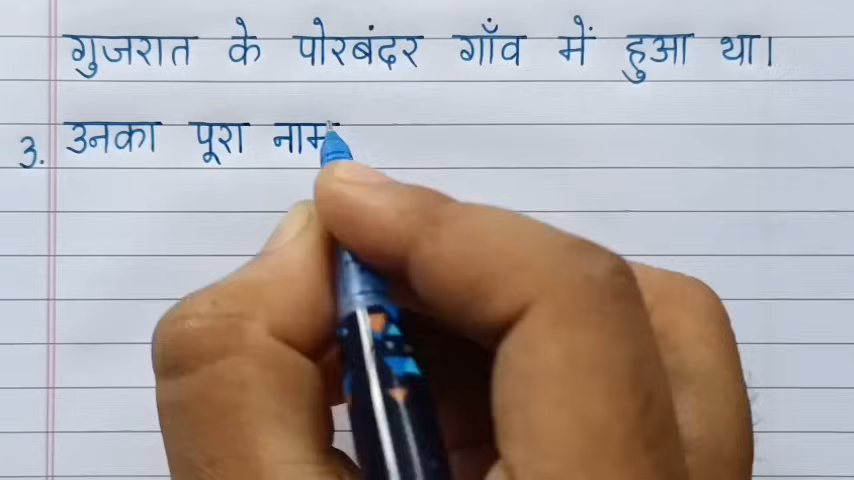 गुजरात के पोरबंदर गाँव में हुआ था।
3. उनका पूरा नाम